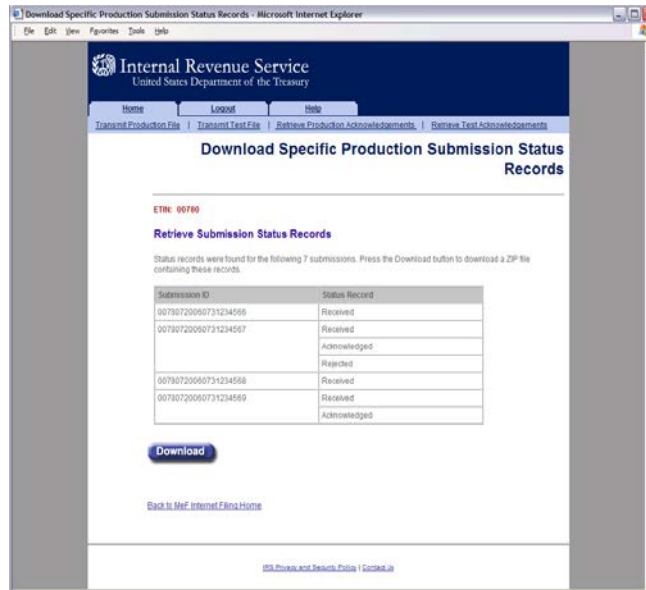 Download Specific Production Submission Status Records - Microsoft Internet Explorer
File Edit View Favorites Tools Help
Internal Revenue Service
United States Department of the Treasury
Home Logout Help
Transmit Production File | Transmit Test File | Retrieve Production Acknowledgements | Retrieve Test Acknowledgements
Download Specific Production Submission Status
Records
ETIN: 00780
Retrieve Submission Status Records
Status records were found for the following 7 submissions. Press the Download button to download a ZIP file
containing these records.
Submission ID Status Record
00780720060731234566 Received
00780720060731234567 Received
Acknowledged
Rejected
00780720060731234568 Received
00780720060731234569 Received
Acknowledged
Download
Back to MeF Internet Filing Home
IRS Privacy and Security Policy | Contact Us